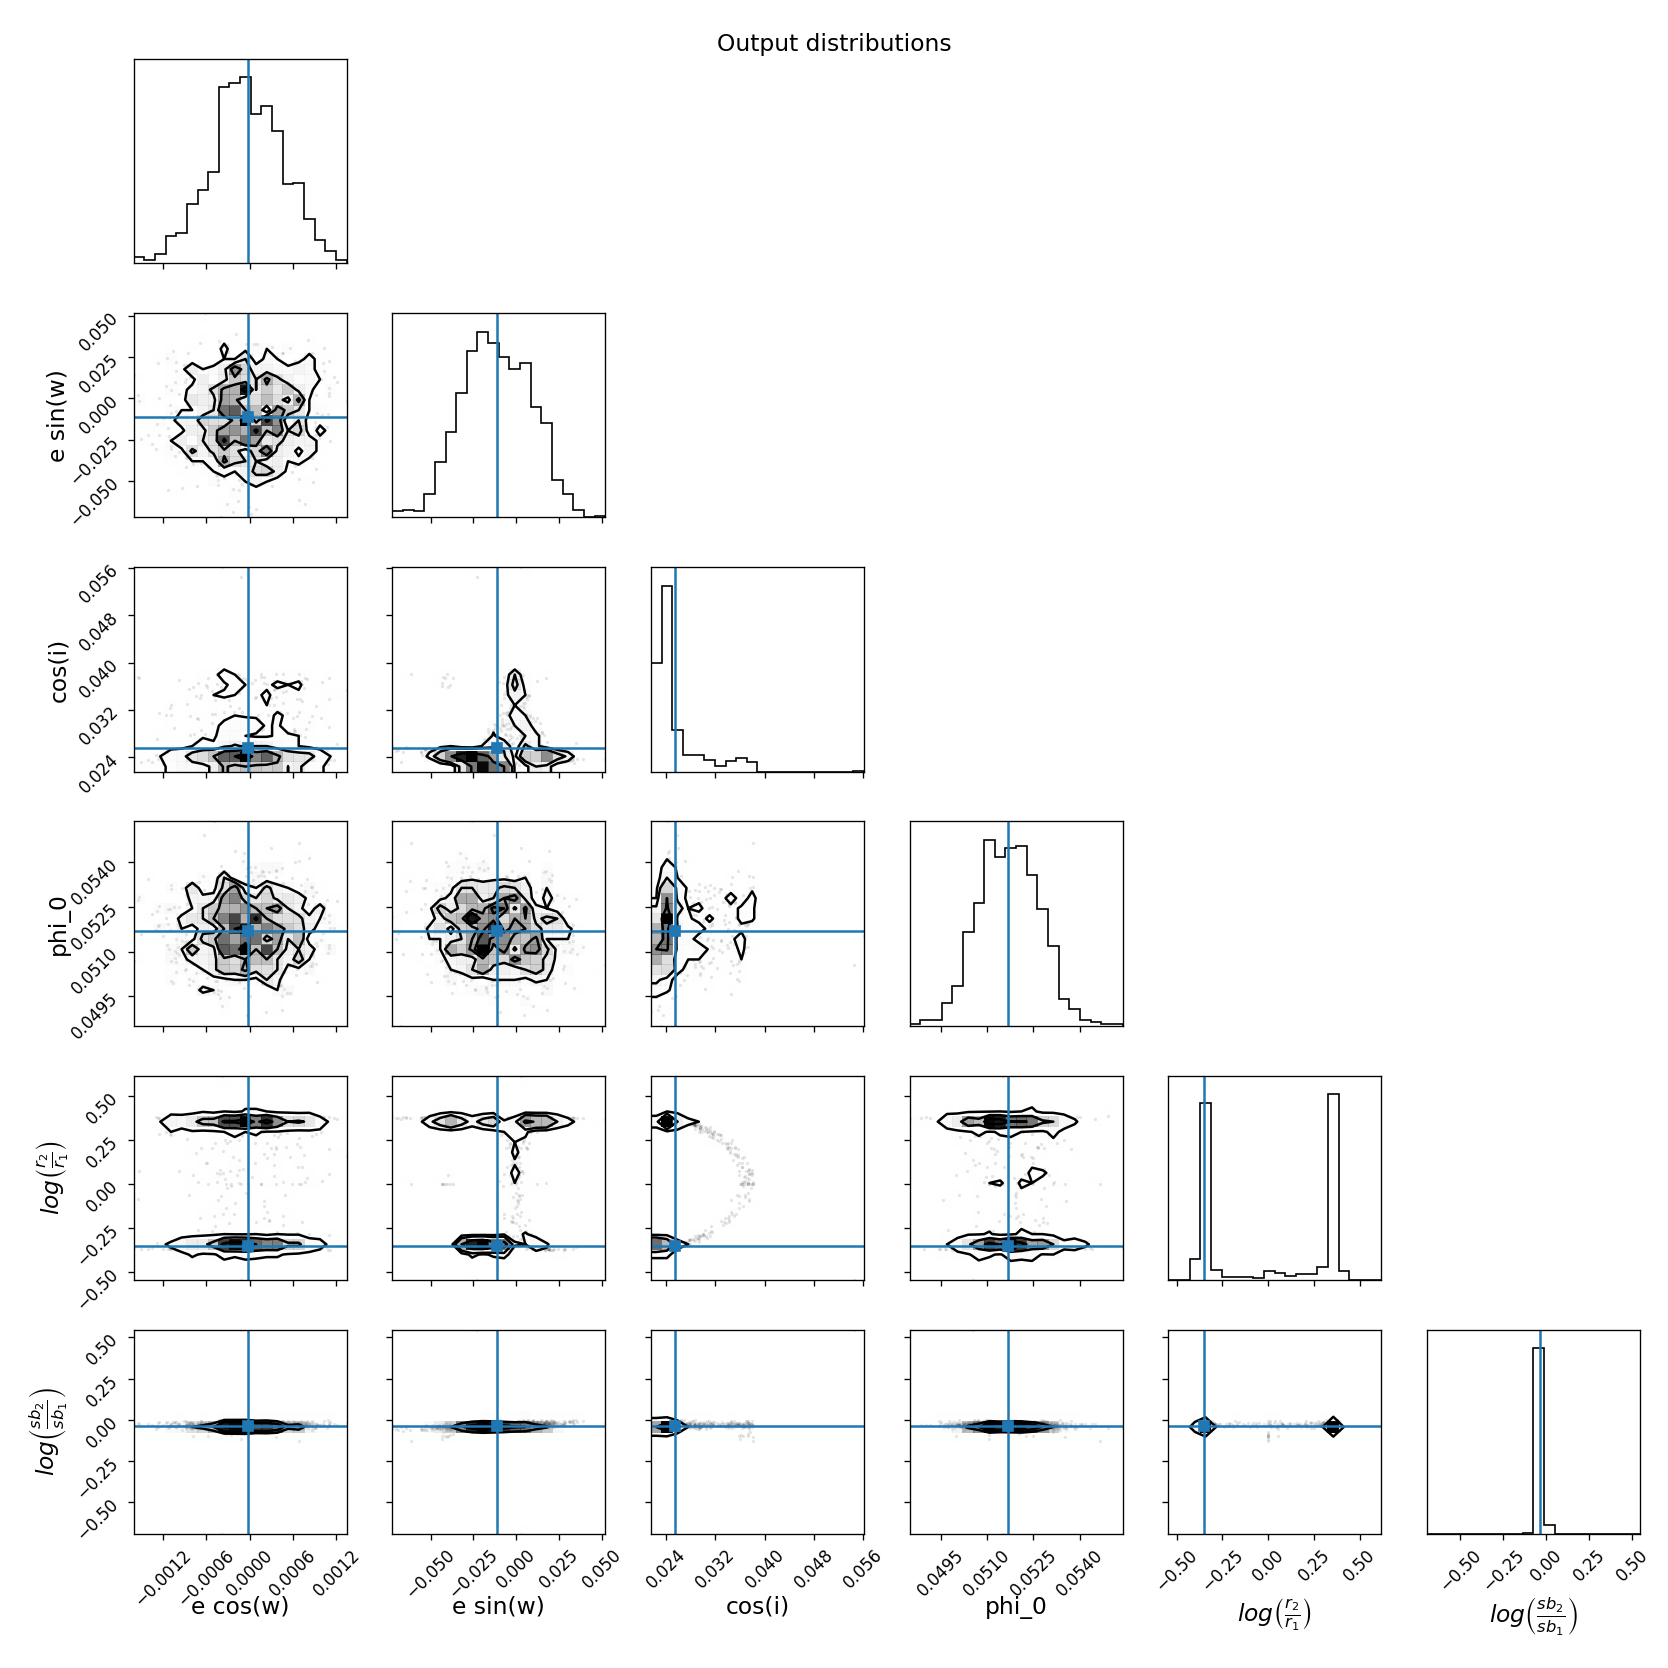 Output distributions
e sin(w)
0.050
0.025
0.000
−0.025
−0.050
cos(i)
0.056
0.048
0.040
0.032
0.024
phi_0
0.0540
0.0525
0.0510
0.0495
log(r₂/r₁)
0.50
0.25
0.00
−0.25
−0.50
log(sb₂/sb₁)
0.50
0.25
0.00
−0.25
−0.50
−0.0012 −0.0006 0.0000 0.0006 0.0012
e cos(w)
−0.050 −0.025 0.000 0.025 0.050
e sin(w)
0.024 0.032 0.040 0.048 0.056
cos(i)
0.0495 0.0510 0.0525 0.0540
phi_0
−0.50 −0.25 0.00 0.25 0.50
log(r₂/r₁)
−0.50 −0.25 0.00 0.25 0.50
log(sb₂/sb₁)